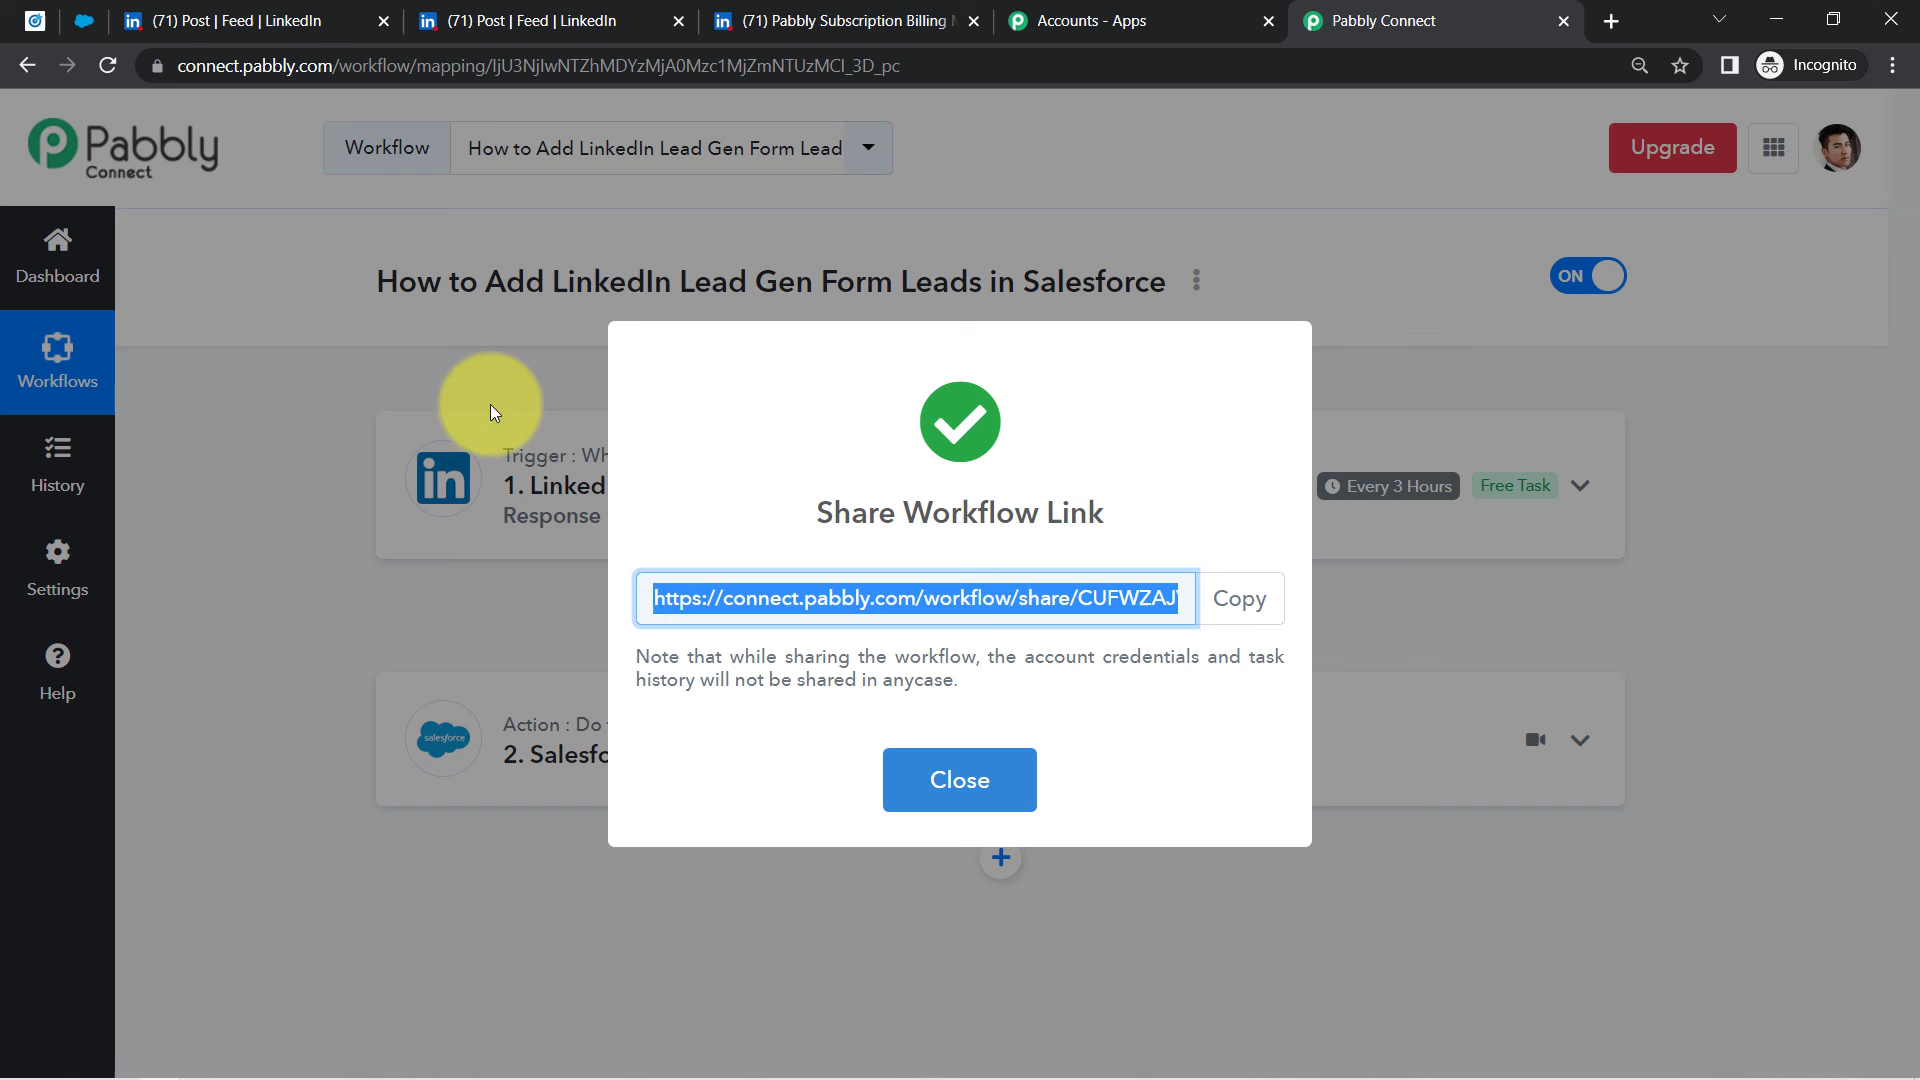 (71) Post | Feed | LinkedIn
(71) Post | Feed | LinkedIn
(71) Pabbly Subscription Billing
Accounts - Apps
Pabbly Connect
connect.pabbly.com/workflow/mapping/IjU3NjIwNTZhMDYzMjA0Mzc1MjZmNTUzMCI_3D_pc
Incognito
Pabbly
Connect
Workflow
How to Add LinkedIn Lead Gen Form Lead
Upgrade
Dashboard
Workflows
History
Settings
Help
How to Add LinkedIn Lead Gen Form Leads in Salesforce
ON
Trigger : Wh
1. Linked
Response
Every 3 Hours
Free Task
Share Workflow Link
https://connect.pabbly.com/workflow/share/CUFWZAJ
Copy
Note that while sharing the workflow, the account credentials and task
history will not be shared in anycase.
salesforce
Action : Do
2. Salesfo
Close